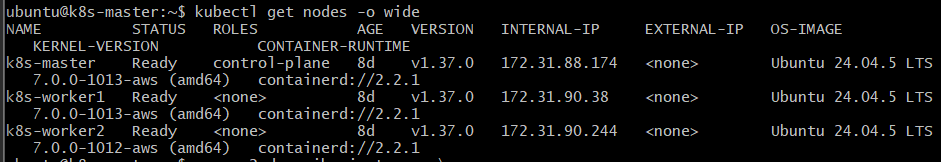 ubuntu@k8s-master:~$ kubectl get nodes -o wide
NAME          STATUS   ROLES           AGE   VERSION   INTERNAL-IP     EXTERNAL-IP   OS-IMAGE
   KERNEL-VERSION          CONTAINER-RUNTIME
k8s-master    Ready    control-plane   8d    v1.37.0   172.31.88.174   <none>        Ubuntu 24.04.5 LTS
   7.0.0-1013-aws (amd64)   containerd://2.2.1
k8s-worker1   Ready    <none>          8d    v1.37.0   172.31.90.38    <none>        Ubuntu 24.04.5 LTS
   7.0.0-1013-aws (amd64)   containerd://2.2.1
k8s-worker2   Ready    <none>          8d    v1.37.0   172.31.90.244   <none>        Ubuntu 24.04.5 LTS
   7.0.0-1012-aws (amd64)   containerd://2.2.1